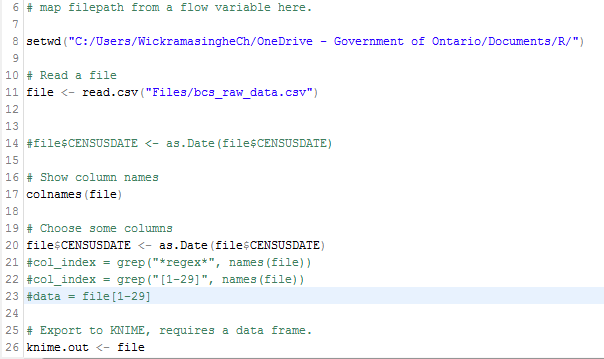 6 # map filepath from a flow variable here.
7
8 setwd("C:/Users/WickramasingheCh/OneDrive - Government of Ontario/Documents/R/")
9
10 # Read a file
11 file <- read.csv("Files/bcs_raw_data.csv")
12
13
14 #file$CENSUSDATE <- as.Date(file$CENSUSDATE)
15
16 # Show column names
17 colnames(file)
18
19 # Choose some columns
20 file$CENSUSDATE <- as.Date(file$CENSUSDATE)
21 #col_index = grep("*regex*", names(file))
22 #col_index = grep("[1-29]", names(file))
23 #data = file[1-29]
24
25 # Export to KNIME, requires a data frame.
26 knime.out <- file